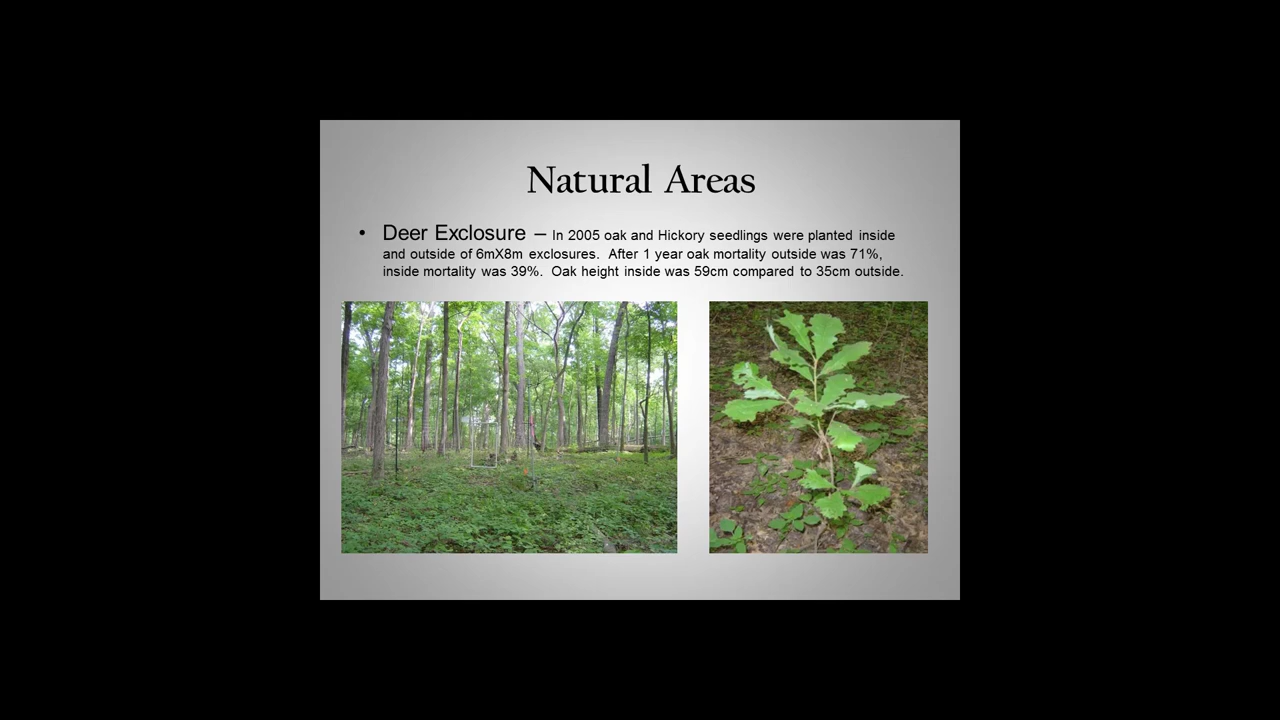 Natural Areas
• Deer Exclosure – In 2005 oak and Hickory seedlings were planted inside
and outside of 6mX8m exclosures. After 1 year oak mortality outside was 71%,
inside mortality was 39%. Oak height inside was 59cm compared to 35cm outside.